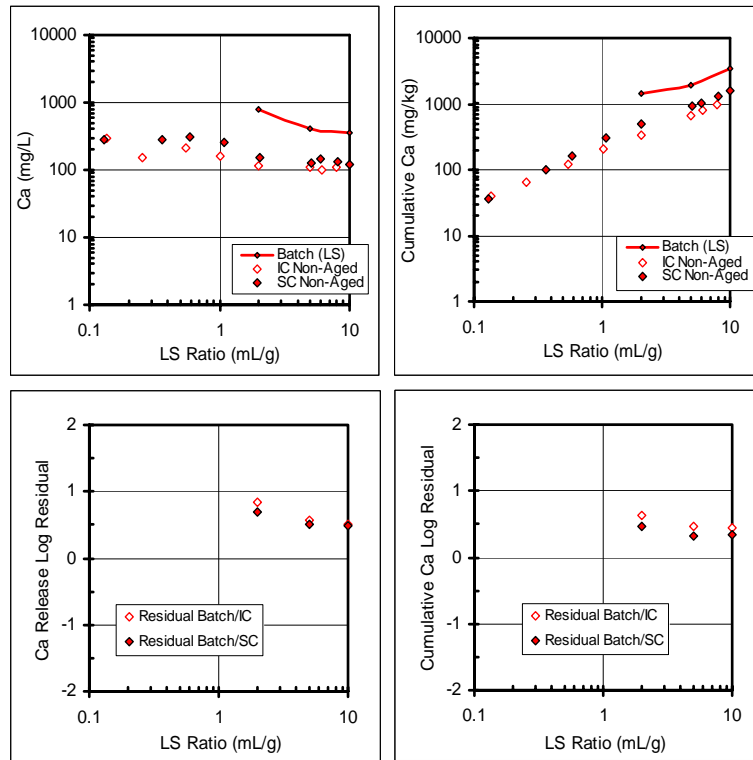 10000
1000
100
10
1
Ca (mg/L)
Batch (LS)
IC Non-Aged
SC Non-Aged
0.1
1
10
LS Ratio (mL/g)
10000
1000
100
10
1
Cumulative Ca (mg/kg)
Batch (LS)
IC Non-Aged
SC Non-Aged
0.1
1
10
LS Ratio (mL/g)
2
1
0
-1
-2
Ca Release Log Residual
Residual Batch/IC
Residual Batch/SC
0.1
1
10
LS Ratio (mL/g)
2
1
0
-1
-2
Cumulative Ca Log Residual
Residual Batch/IC
Residual Batch/SC
0.1
1
10
LS Ratio (mL/g)